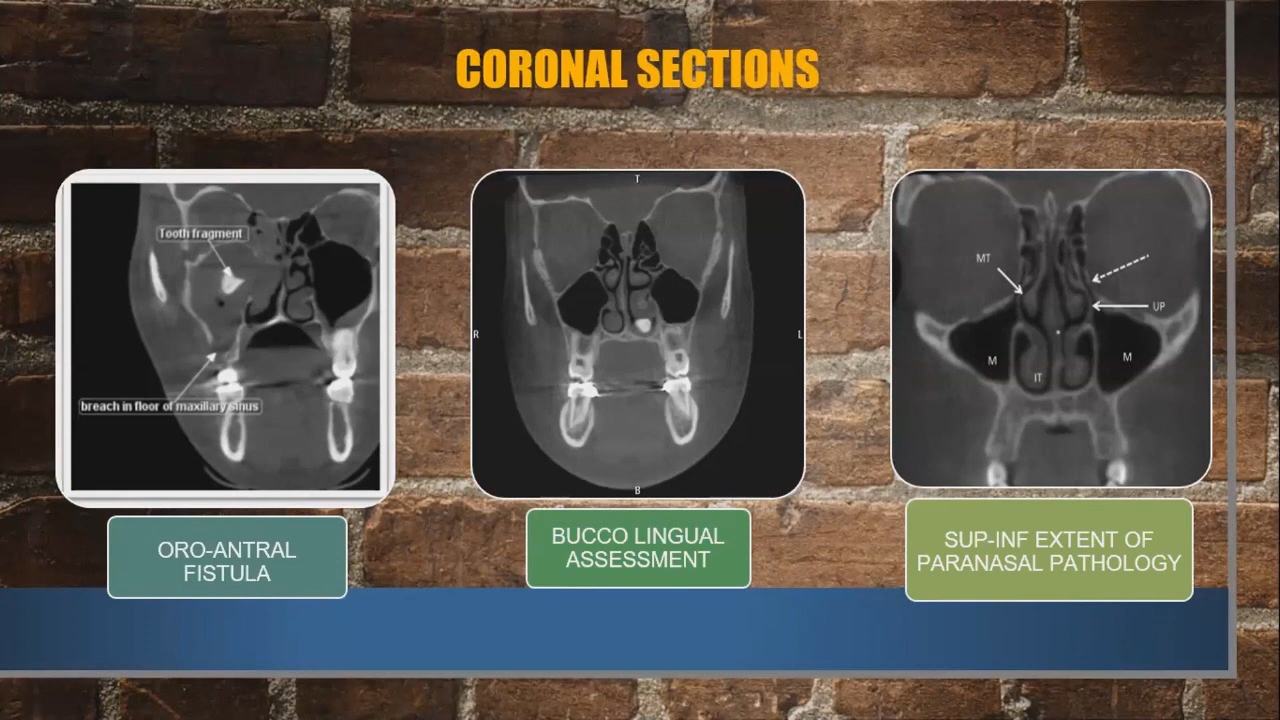 CORONAL SECTIONS
Tooth fragment
breach in floor of maxillary sinus
T
R
L
B
MT
UP
M
M
IT
ORO-ANTRAL
FISTULA
BUCCO LINGUAL
ASSESSMENT
SUP-INF EXTENT OF
PARANASAL PATHOLOGY